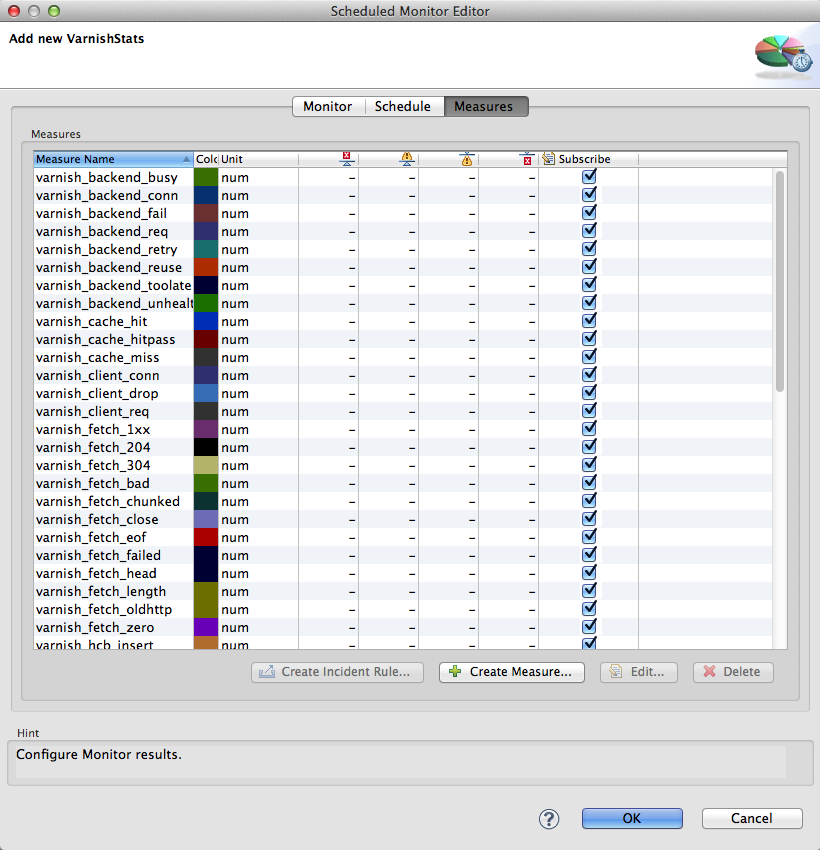 Scheduled Monitor Editor
Add new VarnishStats
Monitor Schedule Measures
Measures
Measure Name Colo Unit Subscribe
varnish_backend_busy num – – – –
varnish_backend_conn num – – – –
varnish_backend_fail num – – – –
varnish_backend_req num – – – –
varnish_backend_retry num – – – –
varnish_backend_reuse num – – – –
varnish_backend_toolate num – – – –
varnish_backend_unhealt num – – – –
varnish_cache_hit num – – – –
varnish_cache_hitpass num – – – –
varnish_cache_miss num – – – –
varnish_client_conn num – – – –
varnish_client_drop num – – – –
varnish_client_req num – – – –
varnish_fetch_1xx num – – – –
varnish_fetch_204 num – – – –
varnish_fetch_304 num – – – –
varnish_fetch_bad num – – – –
varnish_fetch_chunked num – – – –
varnish_fetch_close num – – – –
varnish_fetch_eof num – – – –
varnish_fetch_failed num – – – –
varnish_fetch_head num – – – –
varnish_fetch_length num – – – –
varnish_fetch_oldhttp num – – – –
varnish_fetch_zero num – – – –
varnish_hcb_insert num – – – –
Create Incident Rule... Create Measure... Edit... Delete
Hint
Configure Monitor results.
? OK Cancel